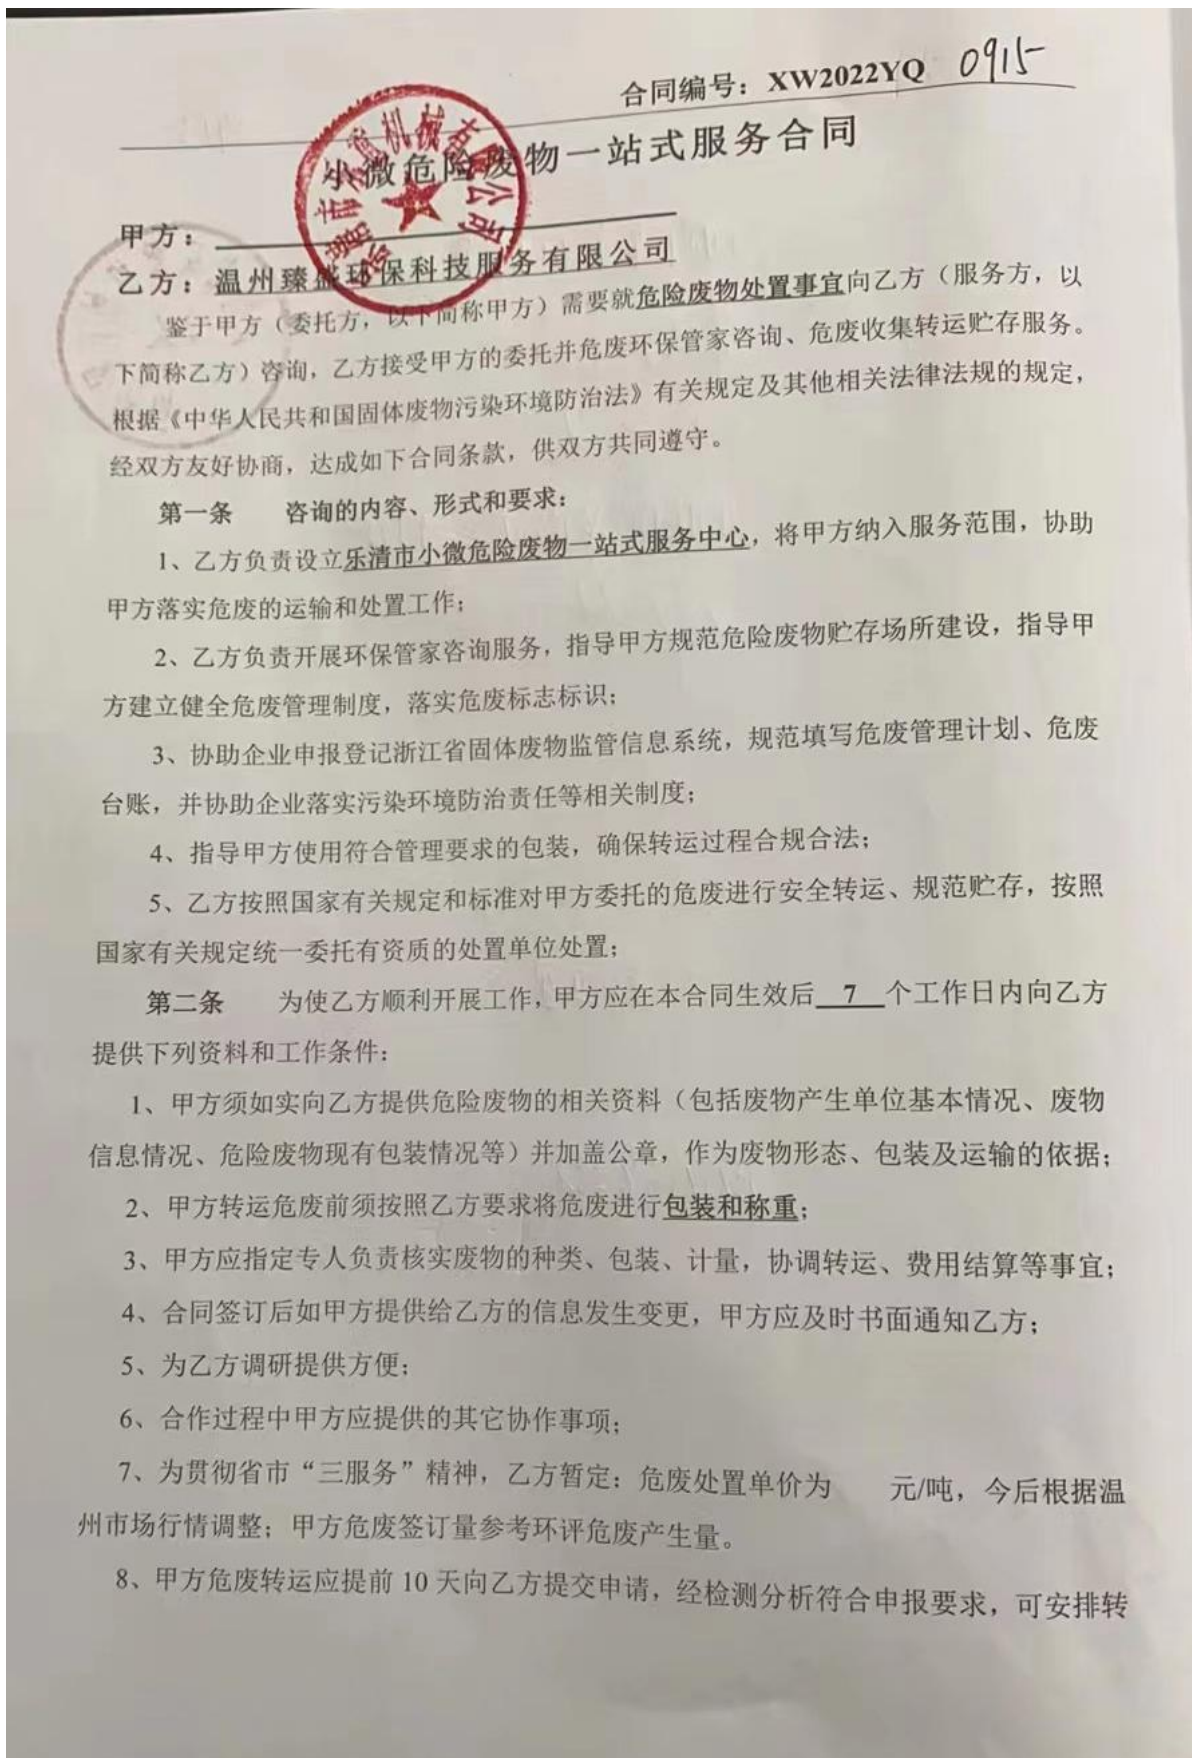 合同编号：XW2022YQ 0915
小微危险废物一站式服务合同
甲方：
乙方：温州臻盛环保科技服务有限公司
鉴于甲方（委托方，以下简称甲方）需要就危险废物处置事宜向乙方（服务方，以
下简称乙方）咨询，乙方接受甲方的委托并危废环保管家咨询、危废收集转运贮存服务。
根据《中华人民共和国固体废物污染环境防治法》有关规定及其他相关法律法规的规定，
经双方友好协商，达成如下合同条款，供双方共同遵守。
第一条 咨询的内容、形式和要求：
1、乙方负责设立乐清市小微危险废物一站式服务中心，将甲方纳入服务范围，协助
甲方落实危废的运输和处置工作；
2、乙方负责开展环保管家咨询服务，指导甲方规范危险废物贮存场所建设，指导甲
方建立健全危废管理制度，落实危废标志标识；
3、协助企业申报登记浙江省固体废物监管信息系统，规范填写危废管理计划、危废
台账，并协助企业落实污染环境防治责任等相关制度；
4、指导甲方使用符合管理要求的包装，确保转运过程合规合法；
5、乙方按照国家有关规定和标准对甲方委托的危废进行安全转运、规范贮存，按照
国家有关规定统一委托有资质的处置单位处置；
第二条 为使乙方顺利开展工作，甲方应在本合同生效后 7 个工作日内向乙方
提供下列资料和工作条件：
1、甲方须如实向乙方提供危险废物的相关资料（包括废物产生单位基本情况、废物
信息情况、危险废物现有包装情况等）并加盖公章，作为废物形态、包装及运输的依据；
2、甲方转运危废前须按照乙方要求将危废进行包装和称重；
3、甲方应指定专人负责核实废物的种类、包装、计量，协调转运、费用结算等事宜；
4、合同签订后如甲方提供给乙方的信息发生变更，甲方应及时书面通知乙方；
5、为乙方调研提供方便；
6、合作过程中甲方应提供的其它协作事项；
7、为贯彻省市“三服务”精神，乙方暂定：危废处置单价为 元/吨，今后根据温
州市场行情调整；甲方危废签订量参考环评危废产生量。
8、甲方危废转运应提前 10 天向乙方提交申请，经检测分析符合申报要求，可安排转